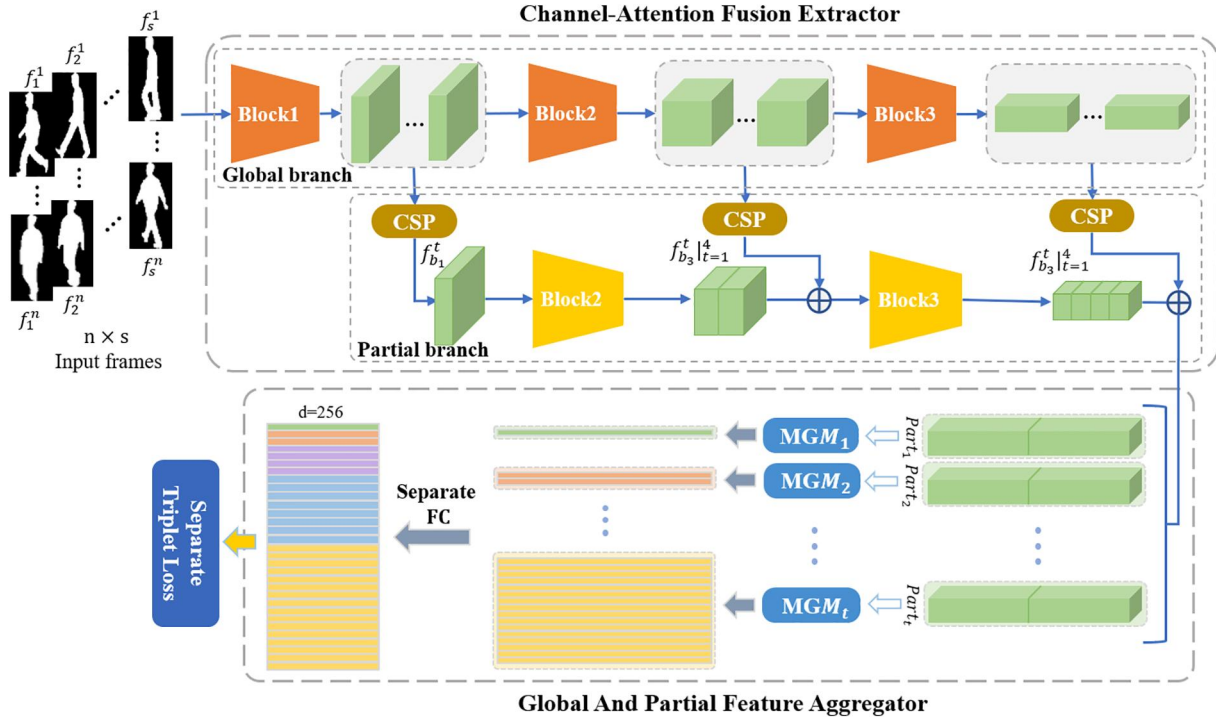 Channel-Attention Fusion Extractor
f_1^1
f_2^1
f_s^1
f_1^n
f_2^n
f_s^n
n × s
Input frames
Block1
...
Block2
...
Block3
...
Global branch
CSP
CSP
CSP
f_{b_1}^t
f_{b_3}^t|_{t=1}^4
f_{b_3}^t|_{t=1}^4
Block2
Block3
Partial branch
d=256
Separate
Triplet Loss
Separate
FC
MGM_1
MGM_2
MGM_t
Part_1
Part_2
Part_t
Global And Partial Feature Aggregator